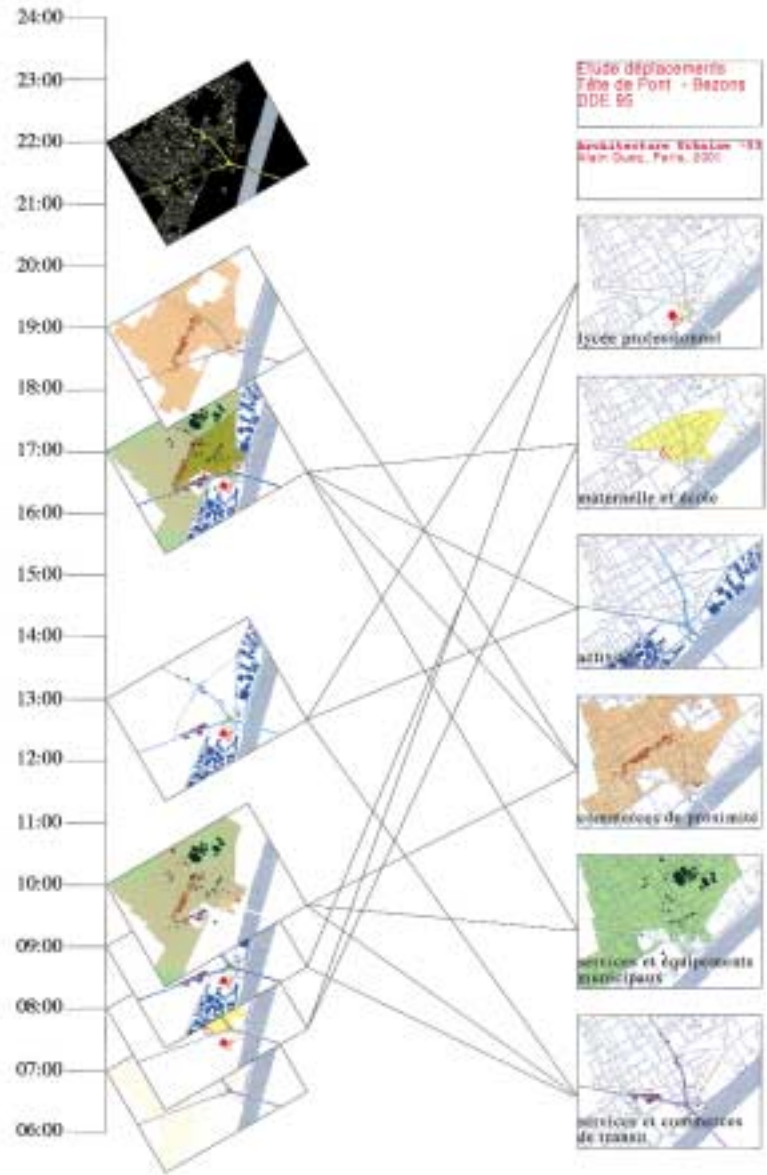 24:00
23:00
22:00
21:00
20:00
19:00
18:00
17:00
16:00
15:00
14:00
13:00
12:00
11:00
10:00
09:00
08:00
07:00
06:00
Etude déplacements
Tête de Pont - Bezons
DDE 95
Architecture Urbaine
Alain Guez, Paris, 2001
lycée professionnel
maternelle et école
commerces de proximité
services et équipements
municipaux
services et commerces
de transit